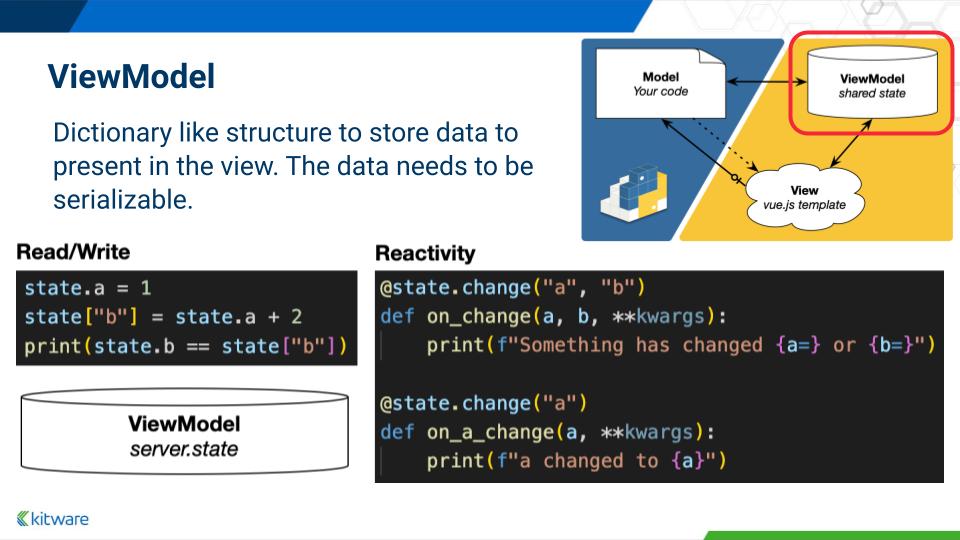 ViewModel
Dictionary like structure to store data to
present in the view. The data needs to be
serializable.
Model
Your code
ViewModel
shared state
View
vue.js template
Read/Write
state.a = 1
state["b"] = state.a + 2
print(state.b == state["b"])
ViewModel
server.state
Reactivity
@state.change("a", "b")
def on_change(a, b, **kwargs):
    print(f"Something has changed {a=} or {b=}")
@state.change("a")
def on_a_change(a, **kwargs):
    print(f"a changed to {a}")
kitware